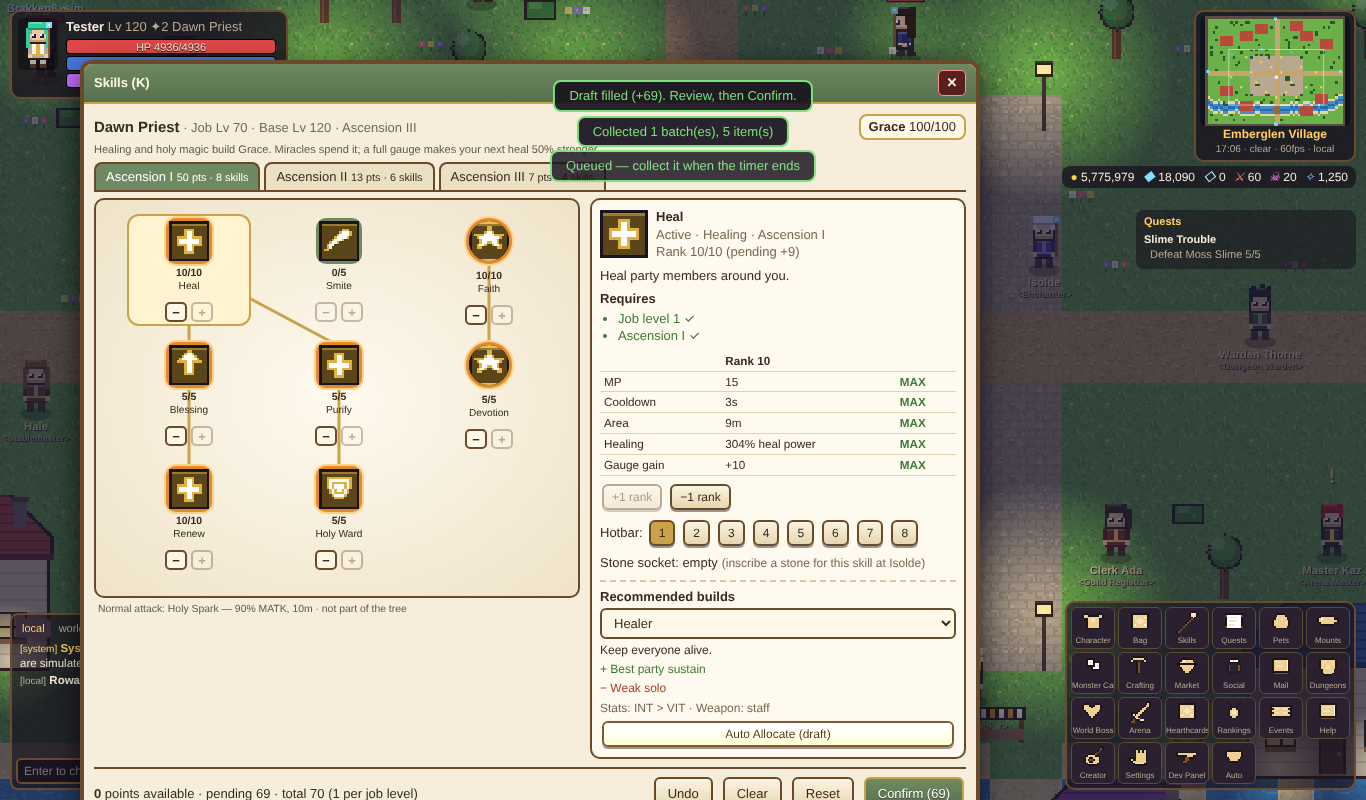 Brakken8-sim
Tester Lv 120 ✦2 Dawn Priest
HP 4936/4936
Skills (K)
×
Draft filled (+69). Review, then Confirm.
Collected 1 batch(es), 5 item(s)
Queued — collect it when the timer ends
Dawn Priest · Job Lv 70 · Base Lv 120 · Ascension III
Grace 100/100
Healing and holy magic build Grace. Miracles spend it; a full gauge makes your next heal 50% stronger.
Ascension I 50 pts · 8 skills
Ascension II 13 pts · 6 skills
Ascension III 7 pts
10/10
Heal
− +
0/5
Smite
− +
10/10
Faith
− +
5/5
Blessing
− +
5/5
Purify
− +
5/5
Devotion
− +
10/10
Renew
− +
5/5
Holy Ward
− +
Normal attack: Holy Spark — 90% MATK, 10m · not part of the tree
Heal
Active · Healing · Ascension I
Rank 10/10 (pending +9)
Heal party members around you.
Requires
• Job level 1 ✓
• Ascension I ✓
Rank 10
MP 15 MAX
Cooldown 3s MAX
Area 9m MAX
Healing 304% heal power MAX
Gauge gain +10 MAX
+1 rank −1 rank
Hotbar: 1 2 3 4 5 6 7 8
Stone socket: empty (inscribe a stone for this skill at Isolde)
Recommended builds
Healer
Keep everyone alive.
+ Best party sustain
− Weak solo
Stats: INT > VIT · Weapon: staff
Auto Allocate (draft)
0 points available · pending 69 · total 70 (1 per job level)
Undo Clear Reset Confirm (69)
Emberglen Village
17:06 · clear · 60fps · local
5,775,979 18,090 0 60 20 1,250
Quests
Slime Trouble
Defeat Moss Slime 5/5
Isolde
<Enchanter>
Warden Thorne
<Dungeon Warden>
Hale
<Stablemaster>
!
Clerk Ada
<Guild Registrar>
Master Kaz
<Arena Master>
local
[system] Sys
are simulate
[local] Rowa
Enter to ch
Character Bag Skills Quests Pets Mounts
Monster Ca Crafting Market Social Mail Dungeons
World Boss Arena Hearthcards Rankings Events Help
Creator Settings Dev Panel Auto